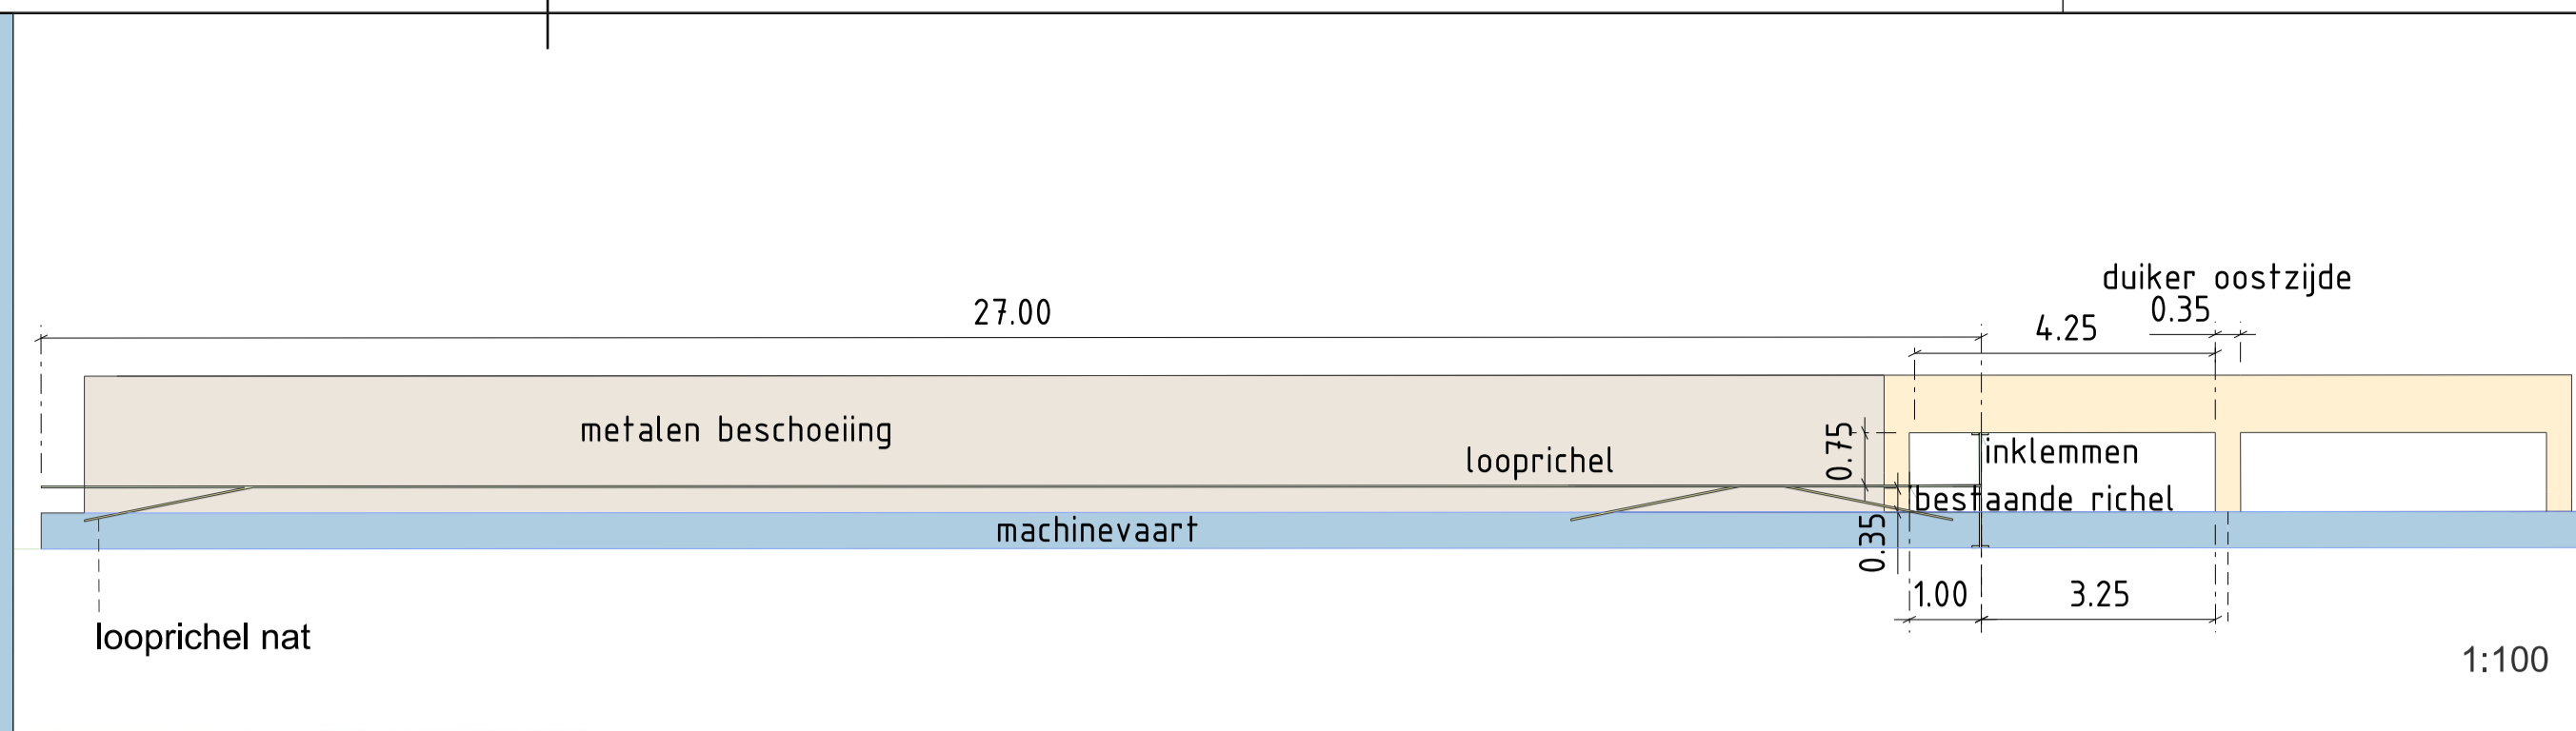 duiker oostzijde
27.00
4.25
0.35
metalen beschoeiing
looprichel
0.75
inklemmen
bestaande richel
machinevaart
0.35
1.00
3.25
looprichel nat
1:100